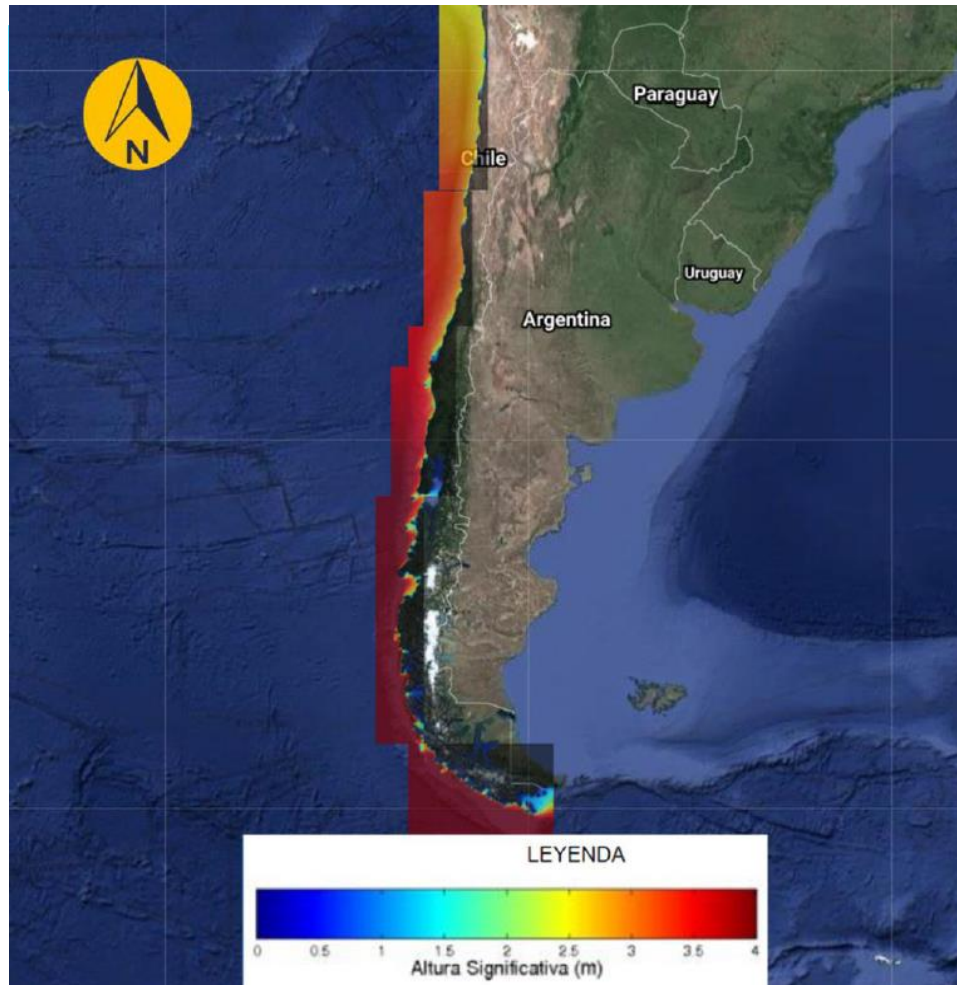 N
Paraguay
Chile
Uruguay
Argentina
LEYENDA
0 0.5 1 1.5 2 2.5 3 3.5 4
Altura Significativa (m)